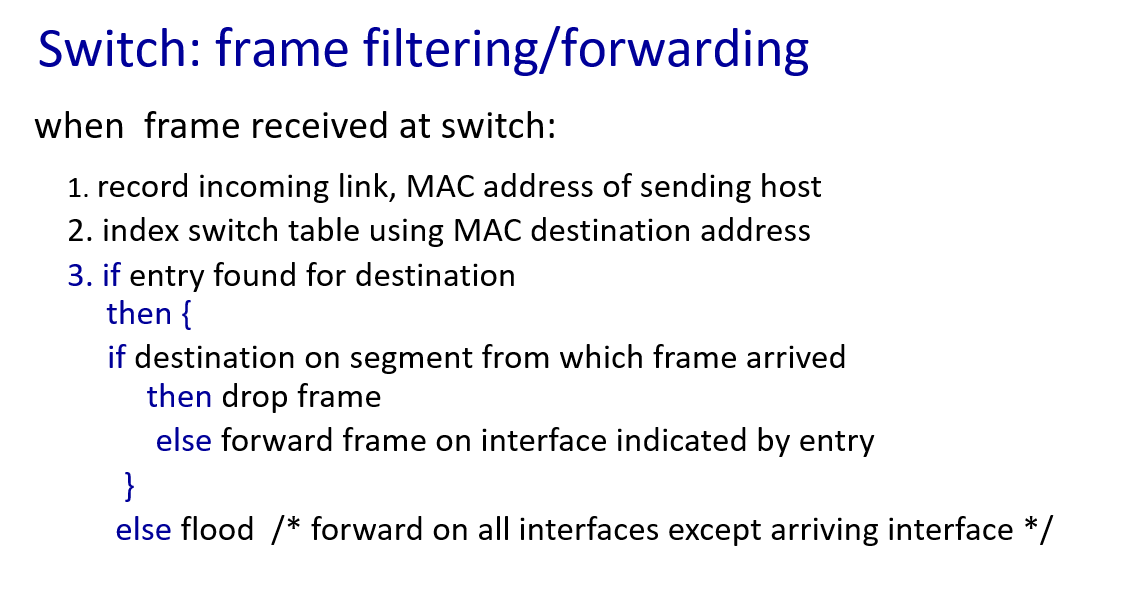 Switch: frame filtering/forwarding
when frame received at switch:
1. record incoming link, MAC address of sending host
2. index switch table using MAC destination address
3. if entry found for destination
then {
if destination on segment from which frame arrived
then drop frame
else forward frame on interface indicated by entry
}
else flood /* forward on all interfaces except arriving interface */